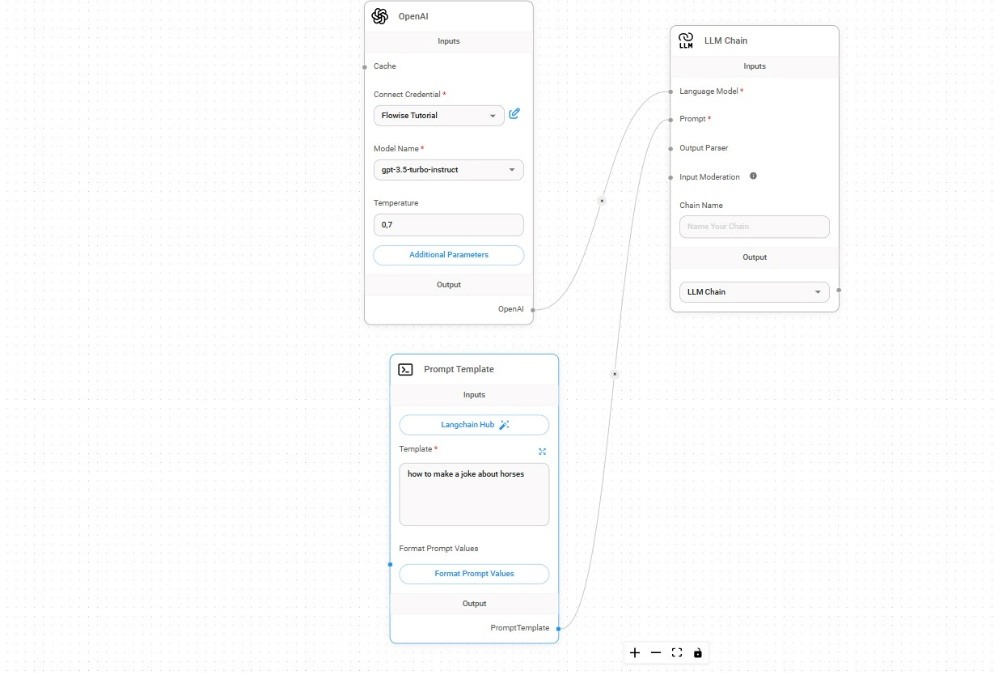 OpenAI
Inputs
Cache
Connect Credential *
Flowise Tutorial
Model Name *
gpt-3.5-turbo-instruct
Temperature
0,7
Additional Parameters
Output
OpenAI
LLM
LLM Chain
Inputs
Language Model *
Prompt *
Output Parser
Input Moderation
Chain Name
Name Your Chain
Output
LLM Chain
Prompt Template
Inputs
Langchain Hub
Template *
how to make a joke about horses
Format Prompt Values
Format Prompt Values
Output
PromptTemplate